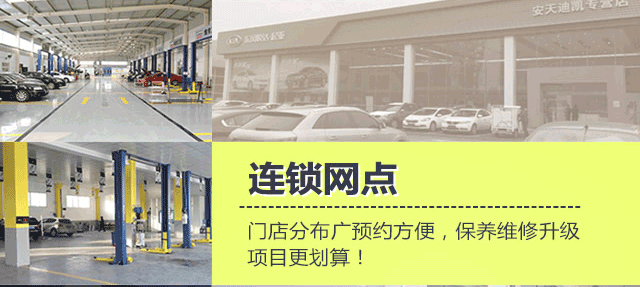 安天迪凯专营店
连锁网点
门店分布广预约方便，保养维修升级
项目更划算！